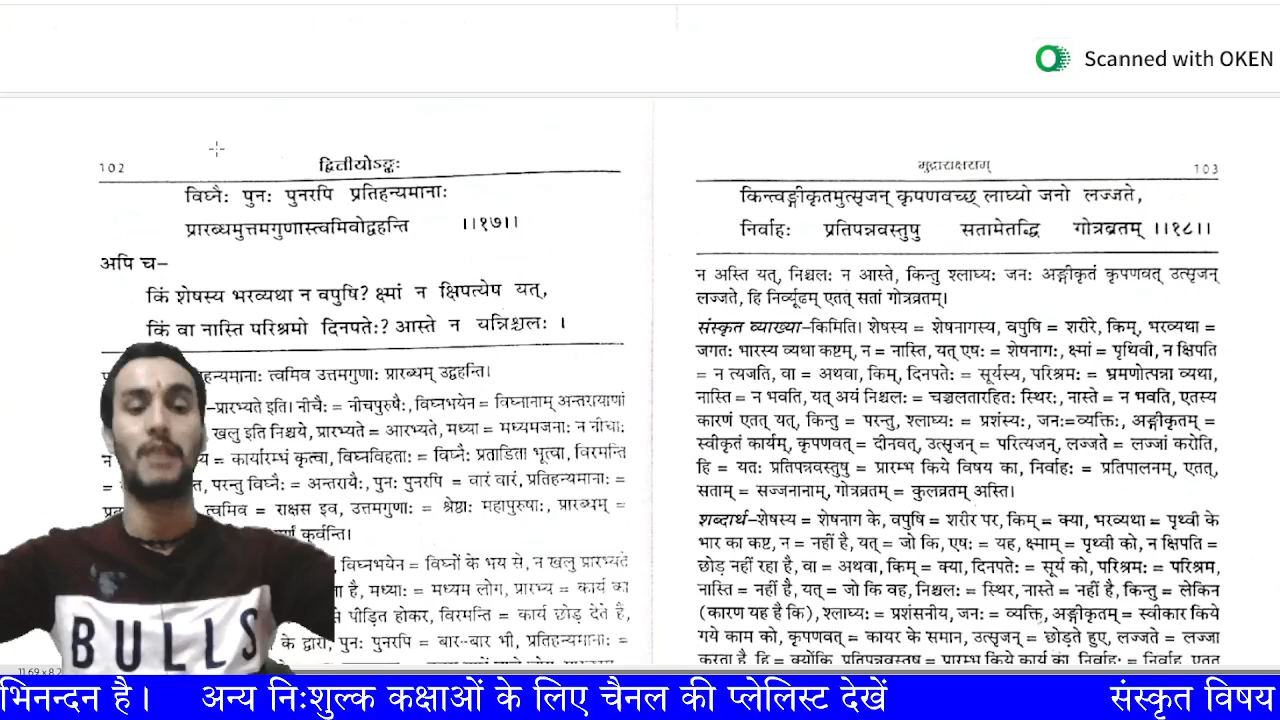 Scanned with OKEN
102
द्वितीयोऽङ्कः
विघ्नैः पुनः पुनरपि प्रतिहन्यमानाः
प्रारब्धमुत्तमगुणास्त्वमिवोद्वहन्ति ।।१७।।
अपि च–
किं शेषस्य भरव्यथा न वपुषि? क्ष्मां न क्षिपत्येष यत्,
किं वा नास्ति परिश्रमो दिनपतेः? आस्ते न यन्निश्चलः ।
हन्यमानाः त्वमिव उत्तमगुणाः प्रारब्धम् उद्वहन्ति।
–प्रारभ्यते इति। नीचैः = नीचपुरुषैः, विघ्नभयेन = विघ्नानाम् अन्तरायाणां
खलु इति निश्चये, प्रारभ्यते = आरभ्यते, मध्या = मध्यमजनाः न नीचाः
न = कार्यारम्भं कृत्वा, विघ्नविहताः = विघ्नैः प्रताडिता भूत्वा, विरमन्ति
= परन्तु विघ्नैः = अन्तरायैः, पुनः पुनरपि = वारं वारं, प्रतिहन्यमानाः =
त्वमिव = राक्षस इव, उत्तमगुणाः = श्रेष्ठाः महापुरुषाः, प्रारब्धम् =
कुर्वन्ति।
विघ्नभयेन = विघ्नों के भय से, न खलु प्रारभ्यते
है, मध्याः = मध्यम लोग, प्रारभ्य = कार्य का
पीड़ित होकर, विरमन्ति = कार्य छोड़ देते हैं,
के द्वारा, पुनः पुनरपि = बार-बार भी, प्रतिहन्यमानाः =
मुद्राराक्षसम्
103
किन्त्वङ्गीकृतमुत्सृजन् कृपणवच्छ् लाघ्यो जनो लज्जते,
निर्वाहः प्रतिपन्नवस्तुषु सतामेतद्धि गोत्रव्रतम् ।।१८।।
न अस्ति यत्, निश्चलः न आस्ते, किन्तु श्लाघ्यः जनः अङ्गीकृतं कृपणवत् उत्सृजन्
लज्जते, हि निर्व्यूढम् एतत् सतां गोत्रव्रतम्।
संस्कृत व्याख्या–किमिति। शेषस्य = शेषनागस्य, वपुषि = शरीरे, किम्, भरव्यथा =
जगतः भारस्य व्यथा कष्टम्, न = नास्ति, यत् एषः = शेषनागः, क्ष्मां = पृथिवी, न क्षिपति
= न त्यजति, वा = अथवा, किम्, दिनपतेः = सूर्यस्य, परिश्रमः = भ्रमणोत्पन्ना व्यथा,
नास्ति = न भवति, यत् अयं निश्चलः = चञ्चलतारहितः स्थिरः, नास्ते = न भवति, एतस्य
कारणं एतत् यत्, किन्तु = परन्तु, श्लाघ्यः = प्रशंस्यः, जनः=व्यक्तिः, अङ्गीकृतम् =
स्वीकृतं कार्यम्, कृपणवत् = दीनवत्, उत्सृजन् = परित्यजन्, लज्जते = लज्जां करोति,
हि = यतः प्रतिपन्नवस्तुषु = प्रारम्भ किये विषय का, निर्वाहः = प्रतिपालनम्, एतत्,
सताम् = सज्जनानाम्, गोत्रव्रतम् = कुलव्रतम् अस्ति।
शब्दार्थ–शेषस्य = शेषनाग के, वपुषि = शरीर पर, किम् = क्या, भरव्यथा = पृथ्वी के
भार का कष्ट, न = नहीं है, यत् = जो कि, एषः = यह, क्ष्माम् = पृथ्वी को, न क्षिपति =
छोड़ नहीं रहा है, वा = अथवा, किम् = क्या, दिनपतेः = सूर्य को, परिश्रमः = परिश्रम,
नास्ति = नहीं है, यत् = जो कि वह, निश्चलः = स्थिर, नास्ते = नहीं है, किन्तु = लेकिन
(कारण यह है कि), श्लाघ्यः = प्रशंसनीय, जनः = व्यक्ति, अङ्गीकृतम् = स्वीकार किये
गये काम को, कृपणवत् = कायर के समान, उत्सृजन् = छोड़ते हुए, लज्जते = लज्जा
करता है, हि = क्योंकि, प्रतिपन्नवस्तुषु = प्रारम्भ किये कार्य का, निर्वाहः = निर्वाह, एतत्
BULLS
भिनन्दन है। अन्य निःशुल्क कक्षाओं के लिए चैनल की प्लेलिस्ट देखें संस्कृत विषय